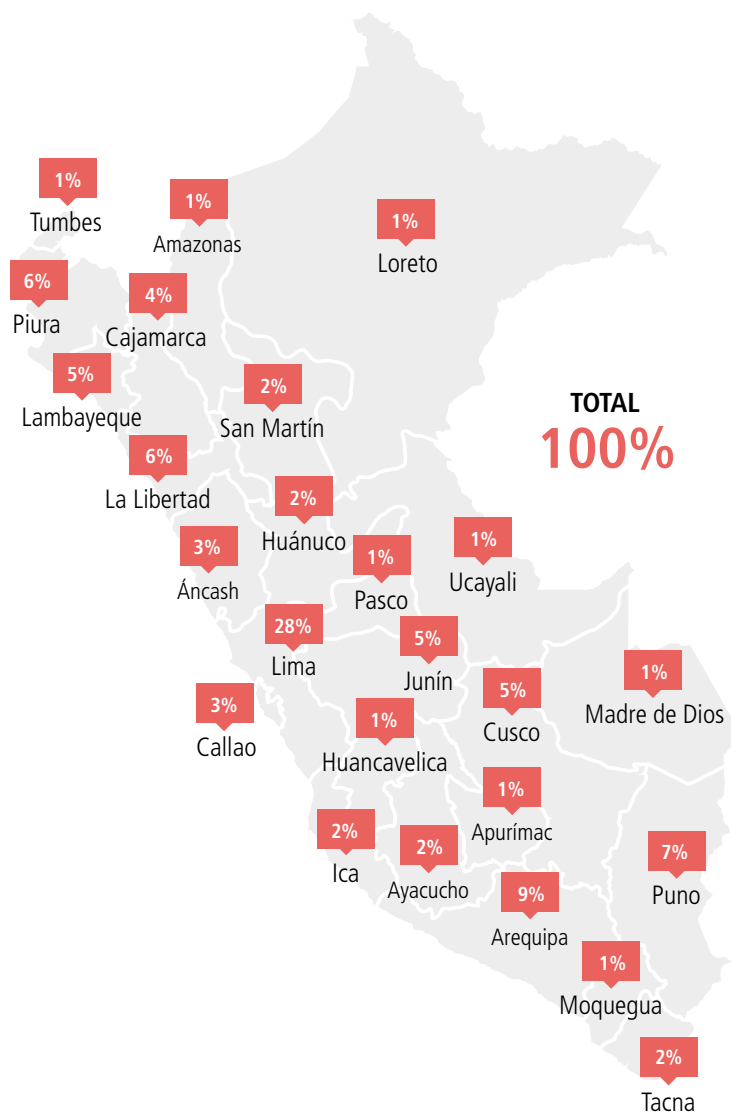 1%
Tumbes
1%
Amazonas
1%
Loreto
6%
Piura
4%
Cajamarca
5%
Lambayeque
2%
San Martín
TOTAL
100%
6%
La Libertad
2%
Huánuco
3%
Áncash
1%
Pasco
1%
Ucayali
28%
Lima
5%
Junín
1%
Madre de Dios
3%
Callao
5%
Cusco
1%
Huancavelica
1%
Apurímac
2%
Ica
2%
Ayacucho
7%
Puno
9%
Arequipa
1%
Moquegua
2%
Tacna